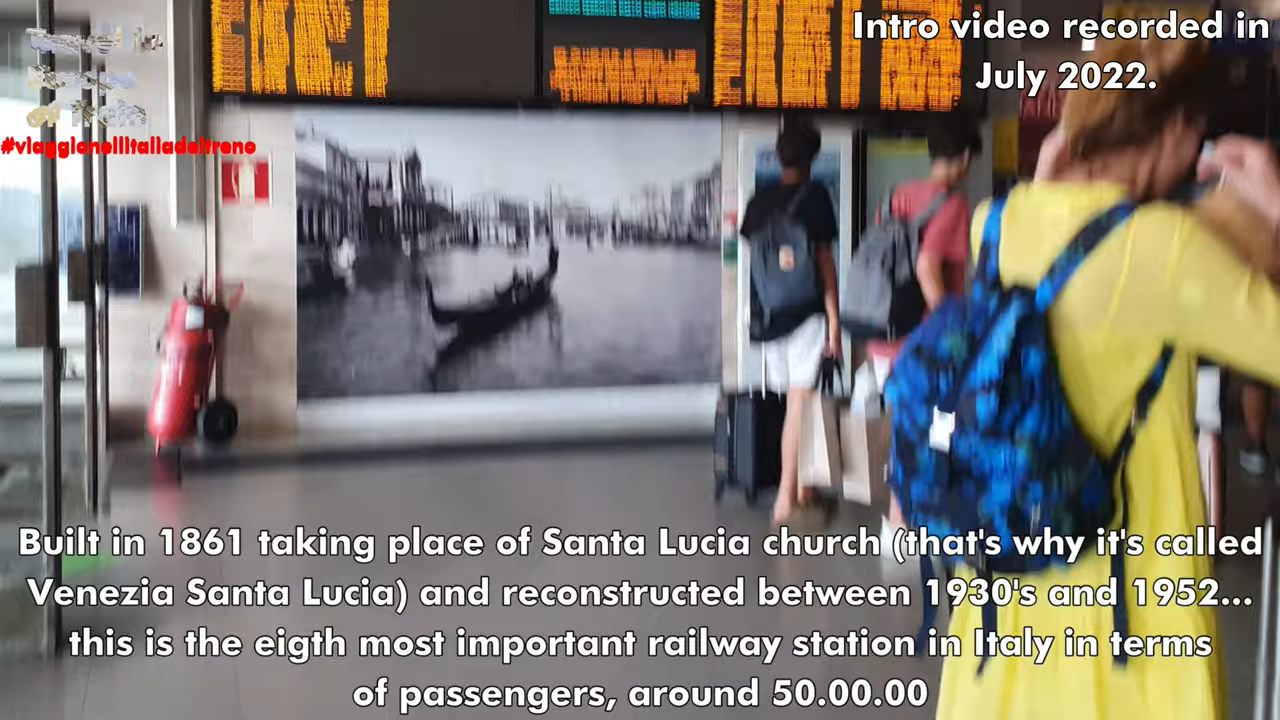 Intro video recorded in
July 2022.
#viaggionellitaliadeltreno
Built in 1861 taking place of Santa Lucia church (that's why it's called
Venezia Santa Lucia) and reconstructed between 1930's and 1952...
this is the eigth most important railway station in Italy in terms
of passengers, around 50.00.00